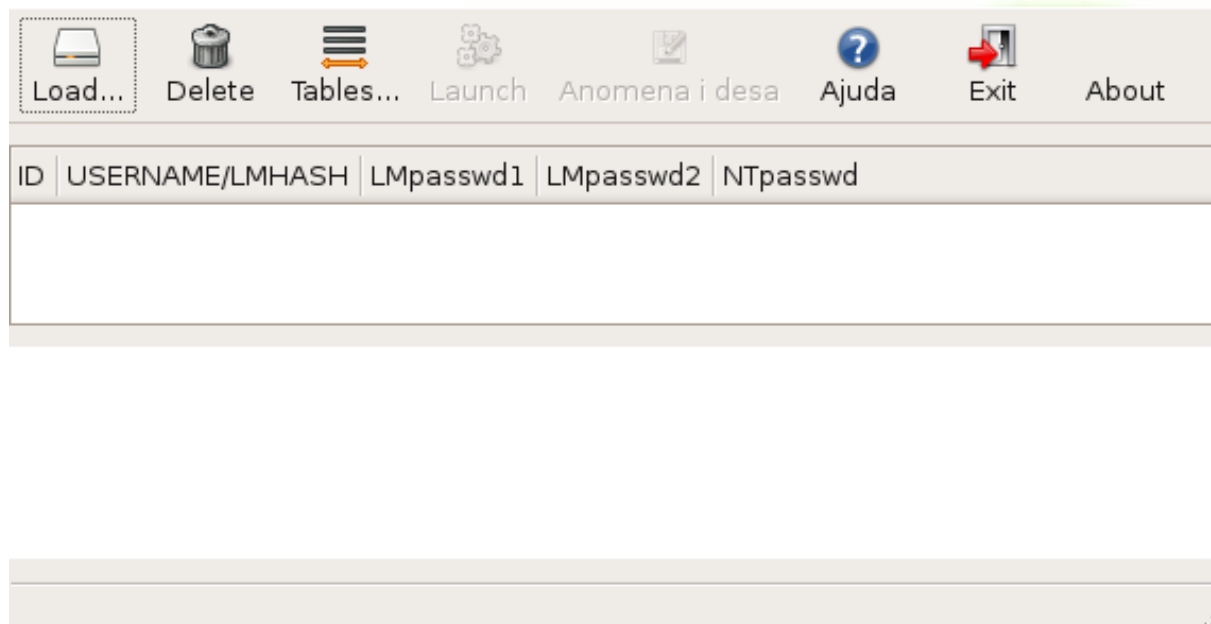 Load... Delete Tables... Launch Anomena i desa Ajuda Exit About
ID USERNAME/LMHASH LMpasswd1 LMpasswd2 NTpasswd